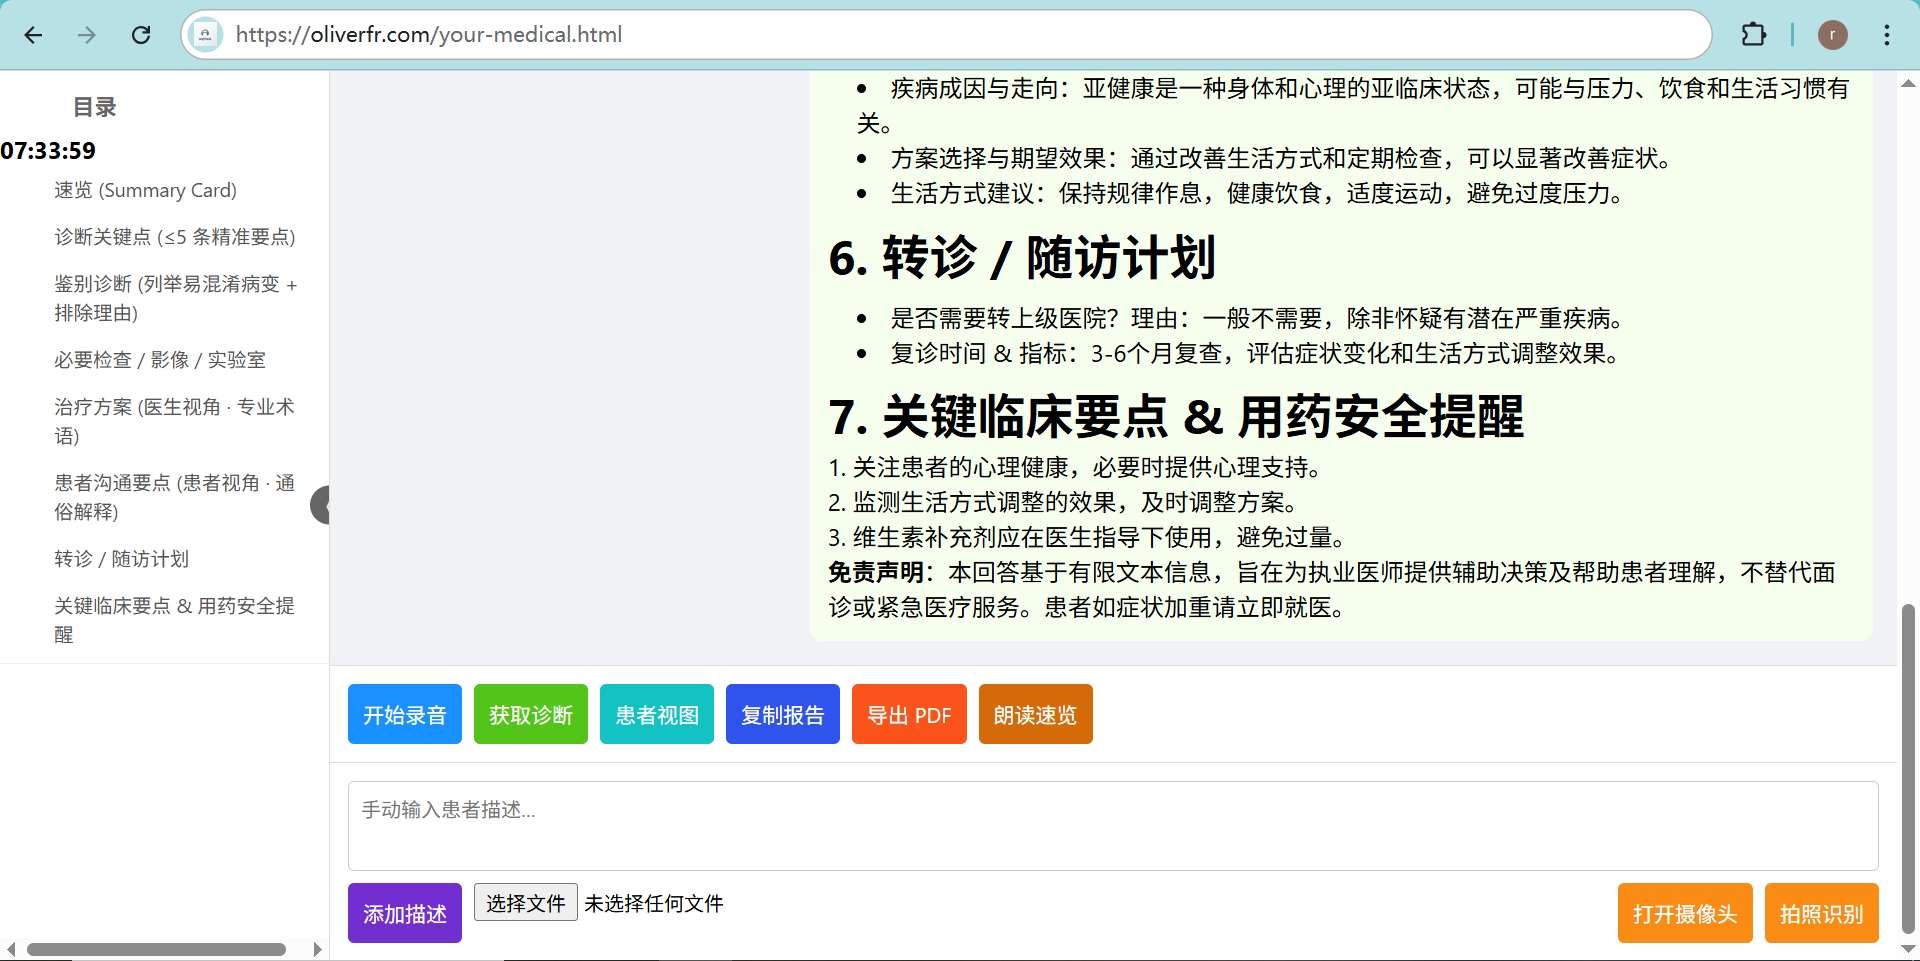 https://oliverfr.com/your-medical.html
r
目录
07:33:59
速览 (Summary Card)
诊断关键点 (≤5 条精准要点)
鉴别诊断 (列举易混淆病变 +
排除理由)
必要检查 / 影像 / 实验室
治疗方案 (医生视角 · 专业术
语)
患者沟通要点 (患者视角 · 通
俗解释)
转诊 / 随访计划
关键临床要点 & 用药安全提
醒
• 疾病成因与走向：亚健康是一种身体和心理的亚临床状态，可能与压力、饮食和生活习惯有
关。
• 方案选择与期望效果：通过改善生活方式和定期检查，可以显著改善症状。
• 生活方式建议：保持规律作息，健康饮食，适度运动，避免过度压力。
6. 转诊 / 随访计划
• 是否需要转上级医院？理由：一般不需要，除非怀疑有潜在严重疾病。
• 复诊时间 & 指标：3-6个月复查，评估症状变化和生活方式调整效果。
7. 关键临床要点 & 用药安全提醒
1. 关注患者的心理健康，必要时提供心理支持。
2. 监测生活方式调整的效果，及时调整方案。
3. 维生素补充剂应在医生指导下使用，避免过量。
免责声明：本回答基于有限文本信息，旨在为执业医师提供辅助决策及帮助患者理解，不替代面
诊或紧急医疗服务。患者如症状加重请立即就医。
开始录音 获取诊断 患者视图 复制报告 导出 PDF 朗读速览
手动输入患者描述...
添加描述 选择文件 未选择任何文件 打开摄像头 拍照识别